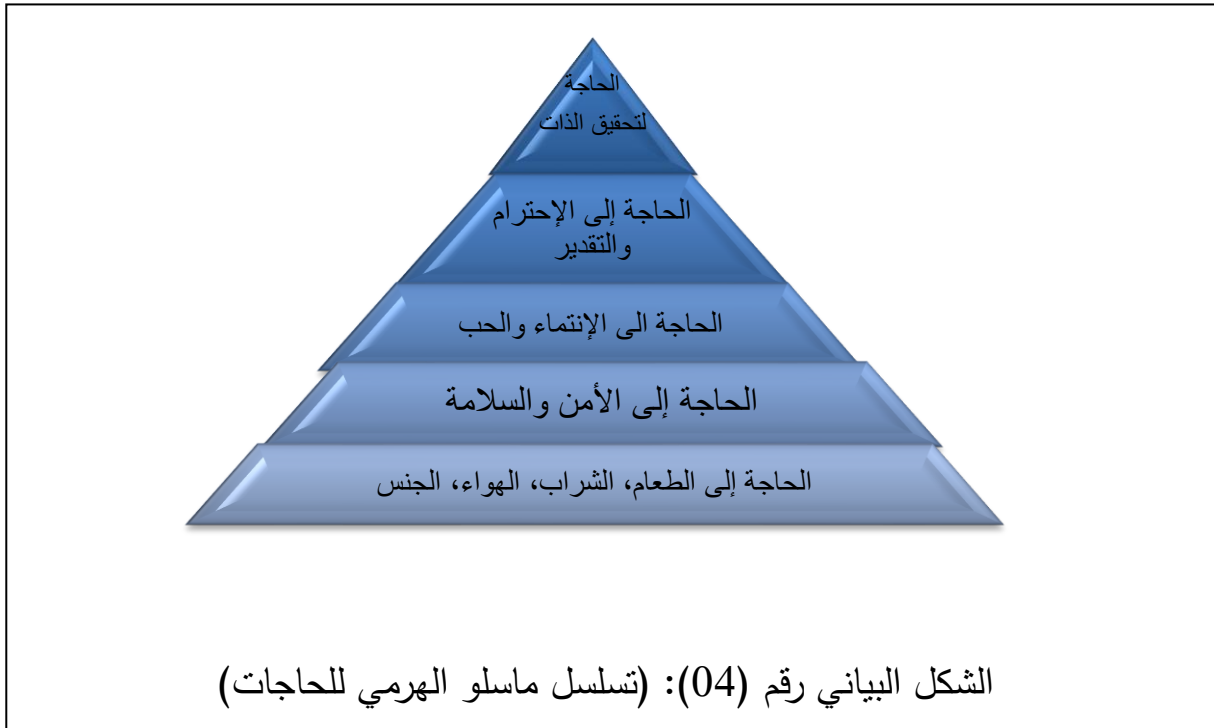 الحاجة
لتحقيق الذات
الحاجة إلى الإحترام
والتقدير
الحاجة الى الإنتماء والحب
الحاجة إلى الأمن والسلامة
الحاجة إلى الطعام، الشراب، الهواء، الجنس
الشكل البياني رقم (04): (تسلسل ماسلو الهرمي للحاجات)